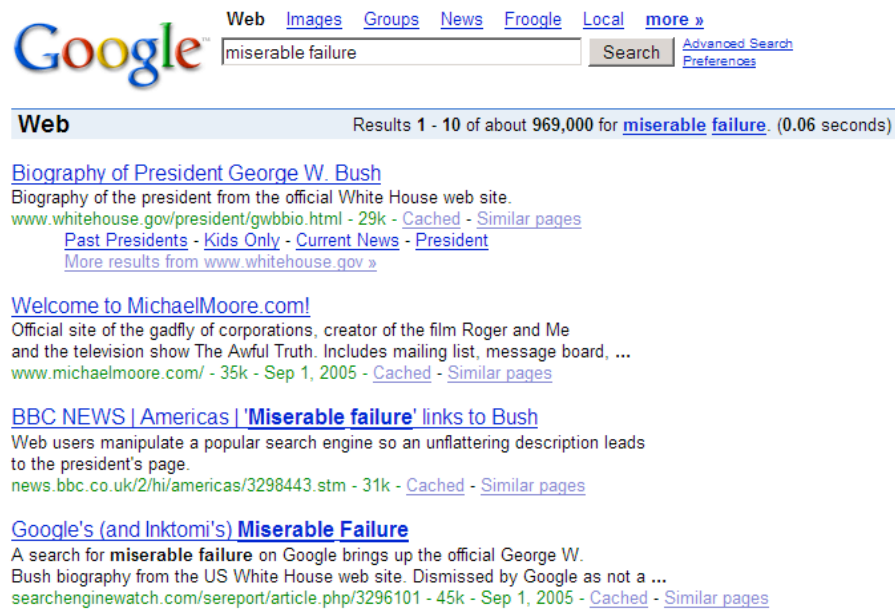 Google™
Web Images Groups News Froogle Local more »
miserable failure Search Advanced Search
Preferences
Web Results 1 - 10 of about 969,000 for miserable failure. (0.06 seconds)
Biography of President George W. Bush
Biography of the president from the official White House web site.
www.whitehouse.gov/president/gwbbio.html - 29k - Cached - Similar pages
Past Presidents - Kids Only - Current News - President
More results from www.whitehouse.gov »
Welcome to MichaelMoore.com!
Official site of the gadfly of corporations, creator of the film Roger and Me
and the television show The Awful Truth. Includes mailing list, message board, ...
www.michaelmoore.com/ - 35k - Sep 1, 2005 - Cached - Similar pages
BBC NEWS | Americas | 'Miserable failure' links to Bush
Web users manipulate a popular search engine so an unflattering description leads
to the president's page.
news.bbc.co.uk/2/hi/americas/3298443.stm - 31k - Cached - Similar pages
Google's (and Inktomi's) Miserable Failure
A search for miserable failure on Google brings up the official George W.
Bush biography from the US White House web site. Dismissed by Google as not a ...
searchenginewatch.com/sereport/article.php/3296101 - 45k - Sep 1, 2005 - Cached - Similar pages